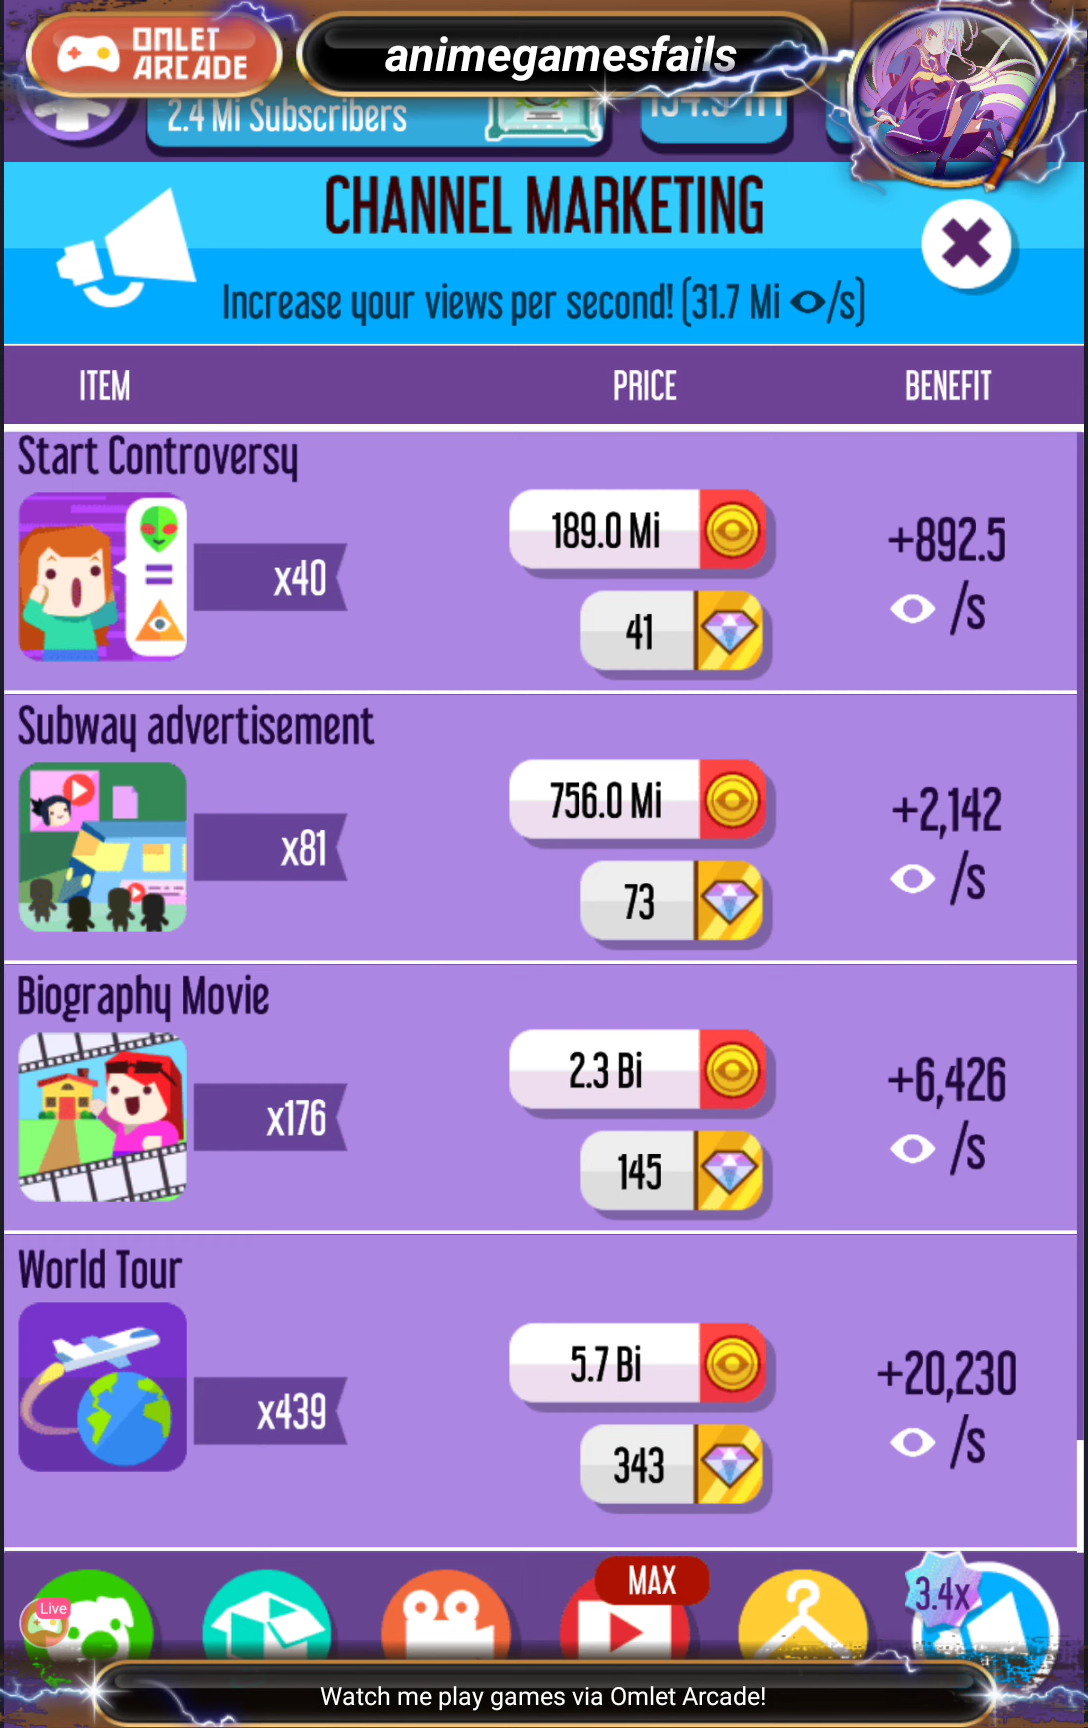 OMLET
ARCADE
animegamesfails
2.4 Mi Subscribers
CHANNEL MARKETING
Increase your views per second! (31.7 Mi /s)
ITEM PRICE BENEFIT
Start Controversy
x40
189.0 Mi
41
+892.5
/s
Subway advertisement
x81
756.0 Mi
73
+2,142
/s
Biography Movie
x176
2.3 Bi
145
+6,426
/s
World Tour
x439
5.7 Bi
343
+20,230
/s
MAX
3.4x
Live
Watch me play games via Omlet Arcade!